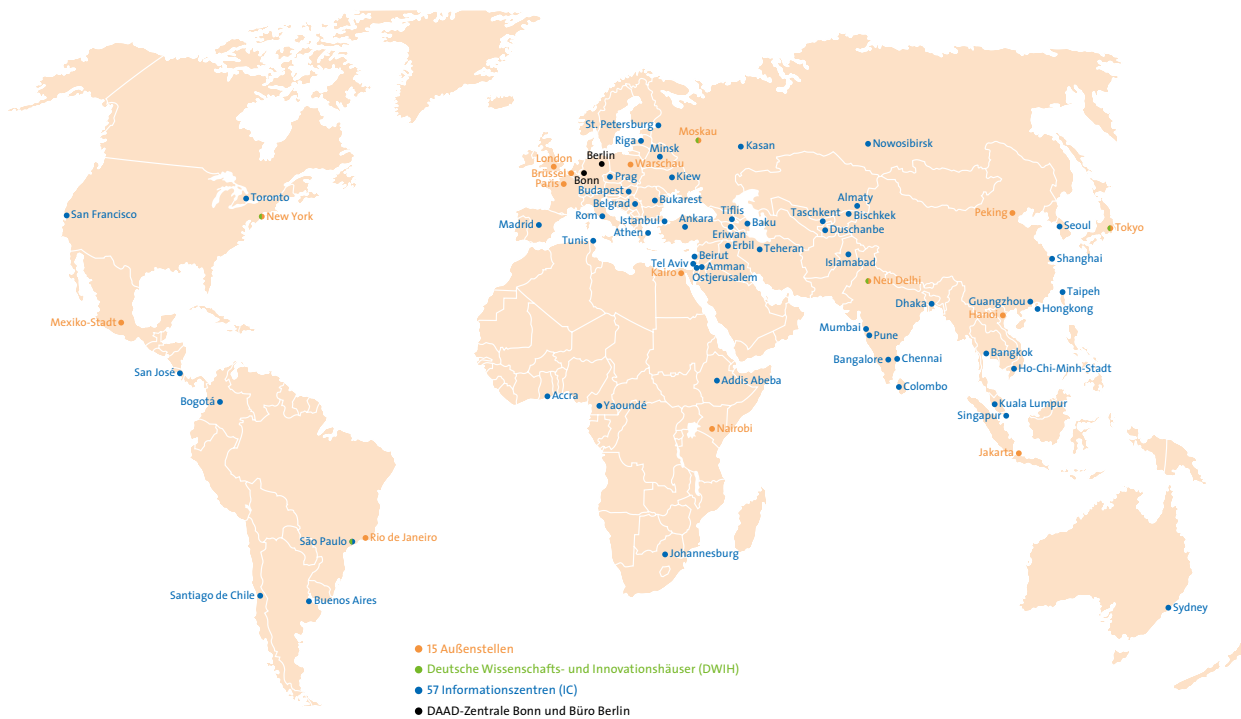 St. Petersburg
Moskau
Riga
Kasan
Nowosibirsk
Minsk
Berlin
London
Warschau
Brüssel
Bonn
Prag
Kiew
Paris
Budapest
Toronto
Bukarest
Almaty
Belgrad
San Francisco
New York
Rom
Istanbul
Ankara
Tiflis
Taschkent
Bischkek
Peking
Madrid
Baku
Duschanbe
Seoul
Tokyo
Athen
Eriwan
Tunis
Erbil
Teheran
Beirut
Islamabad
Shanghai
Tel Aviv
Amman
Kairo
Ostjerusalem
Neu Delhi
Taipeh
Dhaka
Guangzhou
Hongkong
Hanoi
Mexiko-Stadt
Mumbai
Pune
Bangkok
Bangalore
Chennai
Ho-Chi-Minh-Stadt
San José
Addis Abeba
Colombo
Accra
Bogotá
Yaoundé
Kuala Lumpur
Singapur
Nairobi
Jakarta
São Paulo
Rio de Janeiro
Johannesburg
Santiago de Chile
Buenos Aires
Sydney
15 Außenstellen
Deutsche Wissenschafts- und Innovationshäuser (DWIH)
57 Informationszentren (IC)
DAAD-Zentrale Bonn und Büro Berlin